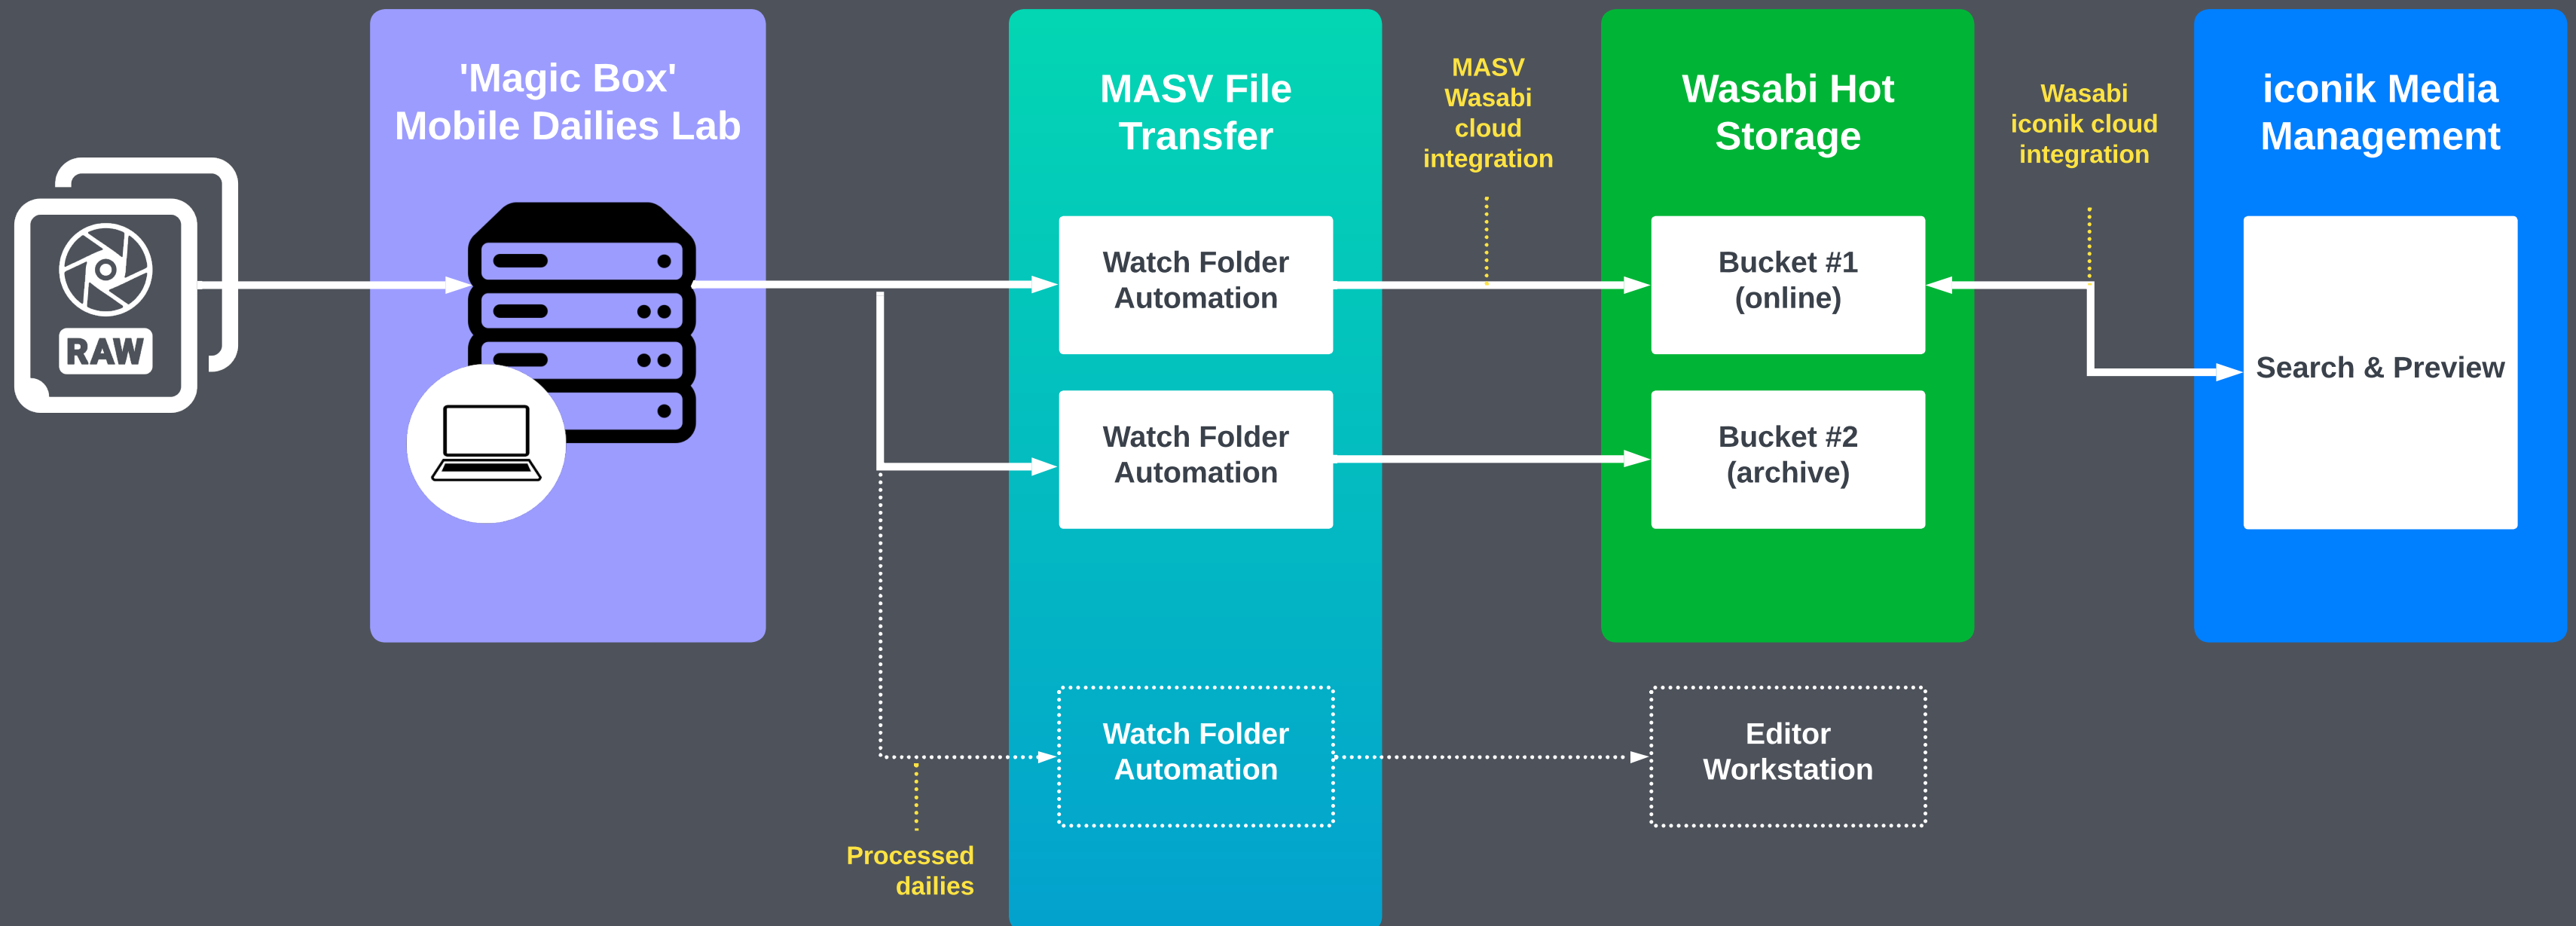 RAW
'Magic Box'
Mobile Dailies Lab
MASV File
Transfer
Watch Folder
Automation
Watch Folder
Automation
Watch Folder
Automation
Processed
dailies
MASV
Wasabi
cloud
integration
Wasabi Hot
Storage
Bucket #1
(online)
Bucket #2
(archive)
Editor
Workstation
Wasabi
iconik cloud
integration
iconik Media
Management
Search & Preview